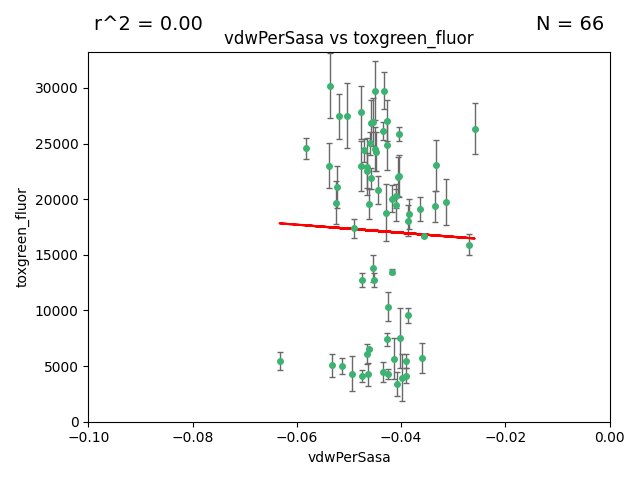 r^2 = 0.00
N = 66
vdwPerSasa vs toxgreen_fluor
30000
25000
20000
15000
10000
5000
0
toxgreen_fluor
−0.10
−0.08
−0.06
−0.04
−0.02
0.00
vdwPerSasa